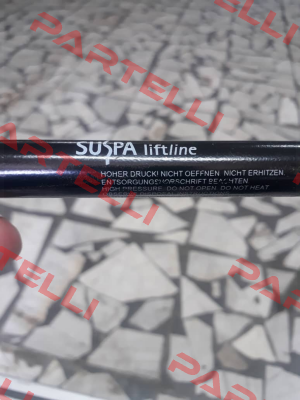 PARTELLI
SUSPA liftline
HOHER DRUCK! NICHT OEFFNEN NICHT ERHITZEN
ENTSORGUNGSVORSCHRIFT BEACHTEN
HIGH PRESSURE DO NOT OPEN DO NOT HEAT
PARTELLI
PARTELLI